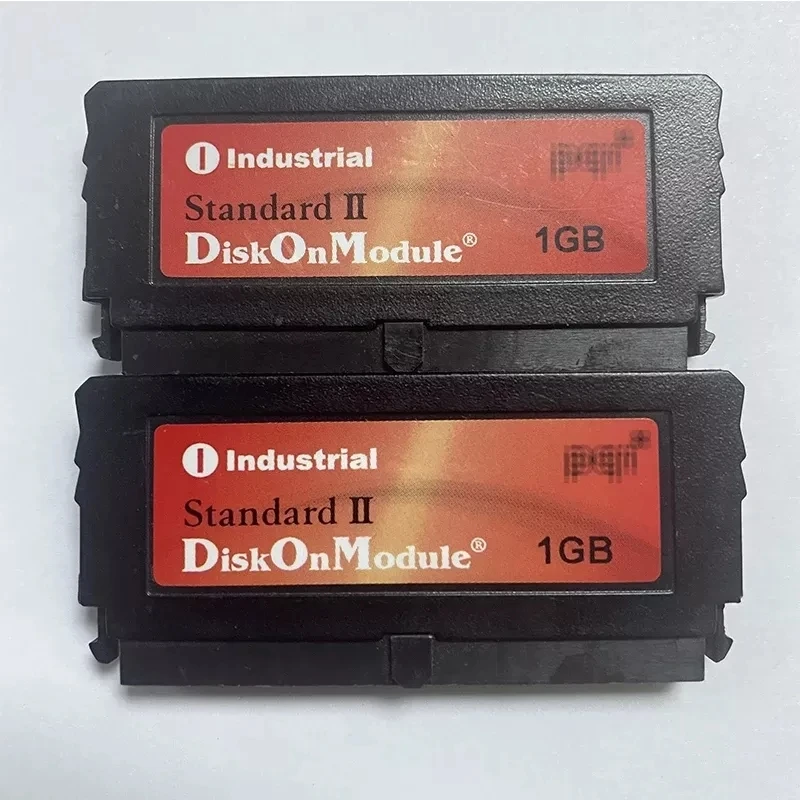 Industrial
Standard II
DiskOnModule®
1GB
Industrial
Standard II
DiskOnModule®
1GB